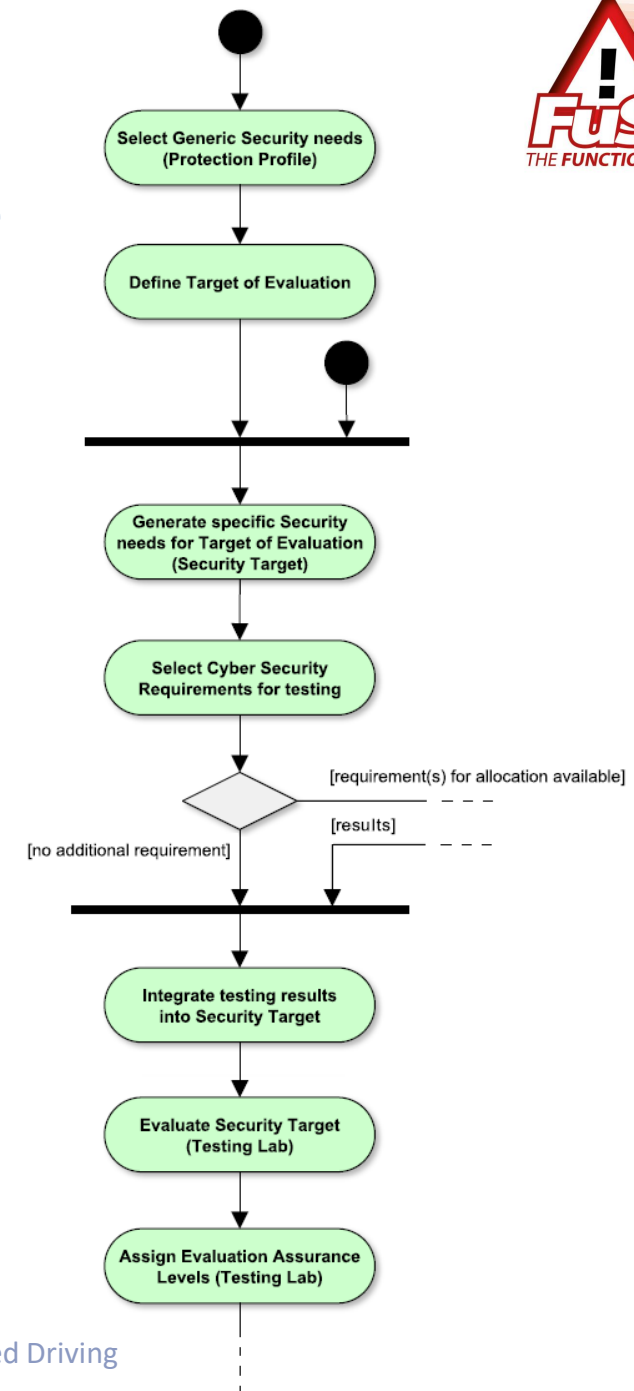 Select Generic Security needs
(Protection Profile)
THE FUNCTIO
Define Target of Evaluation
Generate specific Security
needs for Target of Evaluation
(Security Target)
Select Cyber Security
Requirements for testing
[requirement(s) for allocation available]
[results]
[no additional requirement]
Integrate testing results
into Security Target
Evaluate Security Target
(Testing Lab)
Assign Evaluation Assurance
Levels (Testing Lab)
ed Driving